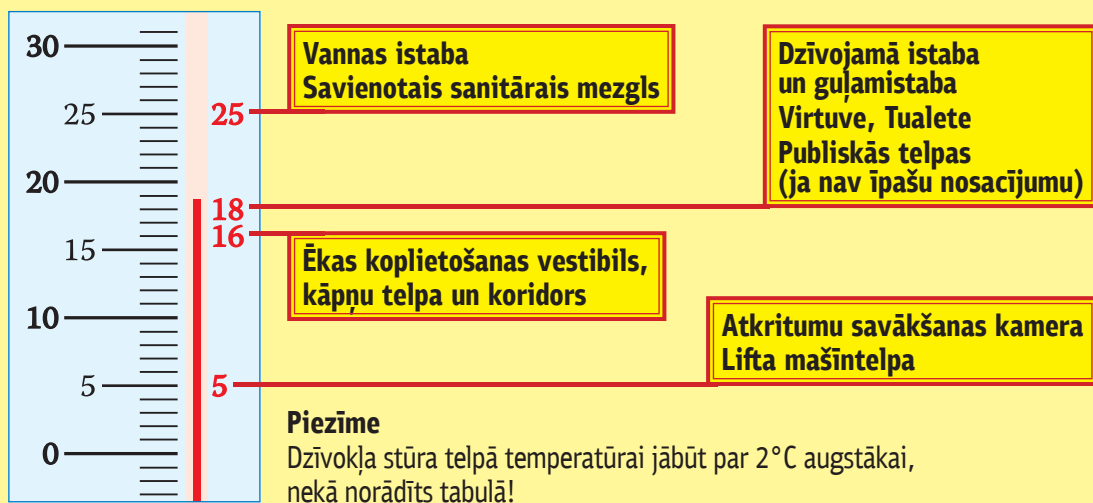 30
25
20
15
10
5
0
25
18
16
5
Vannas istaba
Savienotais sanitārais mezgls
Dzīvojamā istaba
un guļamistaba
Virtuve, Tualete
Publiskās telpas
(ja nav īpašu nosacījumu)
Ēkas koplietošanas vestibils,
kāpņu telpa un koridors
Atkritumu savākšanas kamera
Lifta mašīntelpa
Piezīme
Dzīvokļa stūra telpā temperatūrai jābūt par 2°C augstākai,
nekā norādīts tabulā!